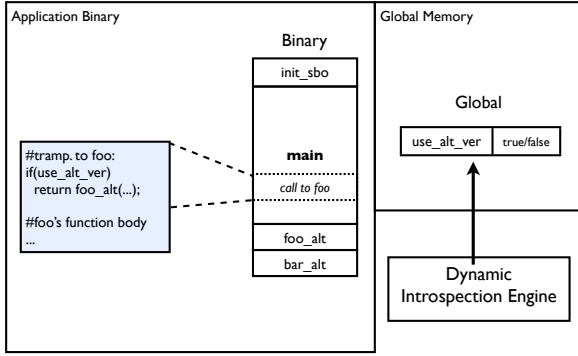 Application Binary
Binary
init_sbo
main
call to foo
foo_alt
bar_alt
#tramp. to foo:
if(use_alt_ver)
return foo_alt(...);
#foo's function body
...
Global Memory
Global
use_alt_ver true/false
Dynamic
Introspection Engine